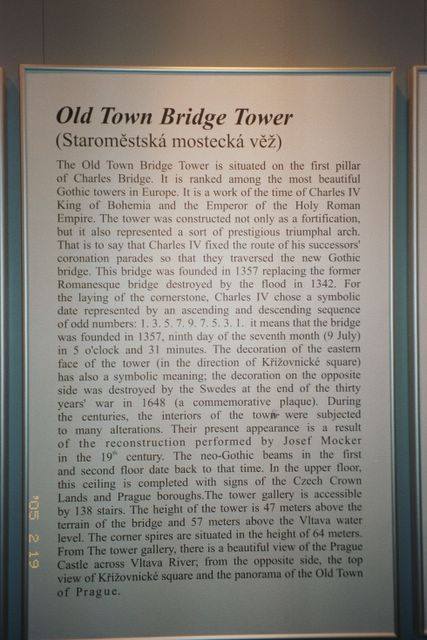 Old Town Bridge Tower
(Staroměstská mostecká věž)
The Old Town Bridge Tower is situated on the first pillar
of Charles Bridge. It is ranked among the most beautiful
Gothic towers in Europe. It is a work of the time of Charles IV
King of Bohemia and the Emperor of the Holy Roman
Empire. The tower was constructed not only as a fortification,
but it also represented a sort of prestigious triumphal arch.
That is to say that Charles IV fixed the route of his successors'
coronation parades so that they traversed the new Gothic
bridge. This bridge was founded in 1357 replacing the former
Romanesque bridge destroyed by the flood in 1342. For
the laying of the cornerstone, Charles IV chose a symbolic
date represented by an ascending and descending sequence
of odd numbers: 1. 3. 5. 7. 9. 7. 5. 3. 1. it means that the bridge
was founded in 1357, ninth day of the seventh month (9 July)
in 5 o'clock and 31 minutes. The decoration of the eastern
face of the tower (in the direction of Křížovnické square)
has also a symbolic meaning; the decoration on the opposite
side was destroyed by the Swedes at the end of the thirty
years' war in 1648 (a commemorative plaque). During
the centuries, the interiors of the tower were subjected
to many alterations. Their present appearance is a result
of the reconstruction performed by Josef Mocker
in the 19th century. The neo-Gothic beams in the first
and second floor date back to that time. In the upper floor,
this ceiling is completed with signs of the Czech Crown
Lands and Prague boroughs.The tower gallery is accessible
by 138 stairs. The height of the tower is 47 meters above the
terrain of the bridge and 57 meters above the Vltava water
level. The corner spires are situated in the height of 64 meters.
From The tower gallery, there is a beautiful view of the Prague
Castle across Vltava River; from the opposite side, the top
view of Křížovnické square and the panorama of the Old Town
of Prague.
'05 2 19